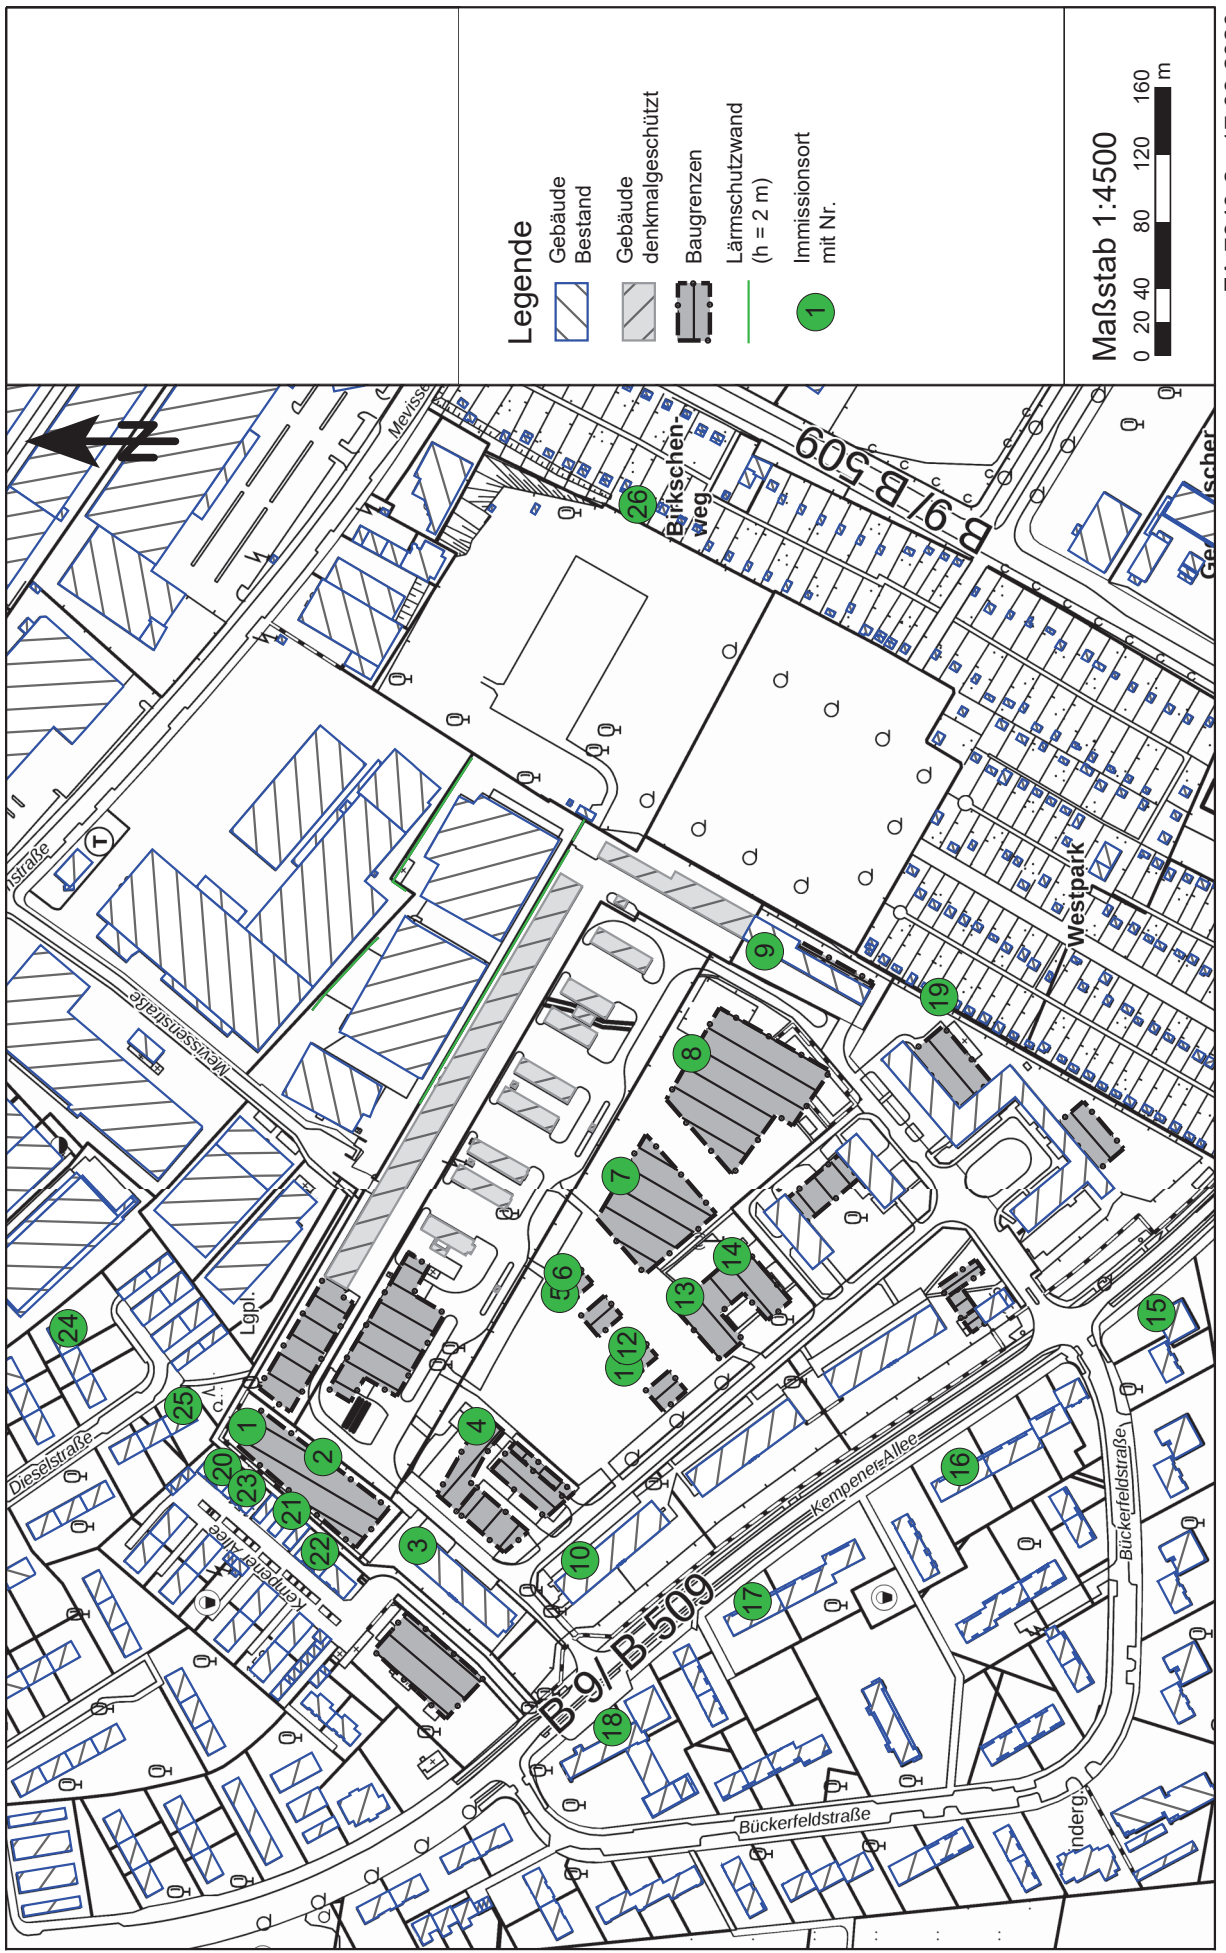 Legende
Gebäude
Bestand
Gebäude
denkmalgeschützt
Baugrenzen
Lärmschutzwand
(h = 2 m)
1
Immissionsort
mit Nr.
Maßstab 1:4500
0 20 40 80 120 160
m
N
Mevissenstraße
Dieselstraße
Lgpl.
Kempener Allee
Kempener-Allee
B 9/ B 509
B 9/ B 509
Bückerfeldstraße
Bückerfeldstraße
Birkschen-
weg
Westpark
T
1
2
3
4
5
6
7
8
9
10
12
13
14
15
16
17
18
19
20
21
22
23
24
25
26